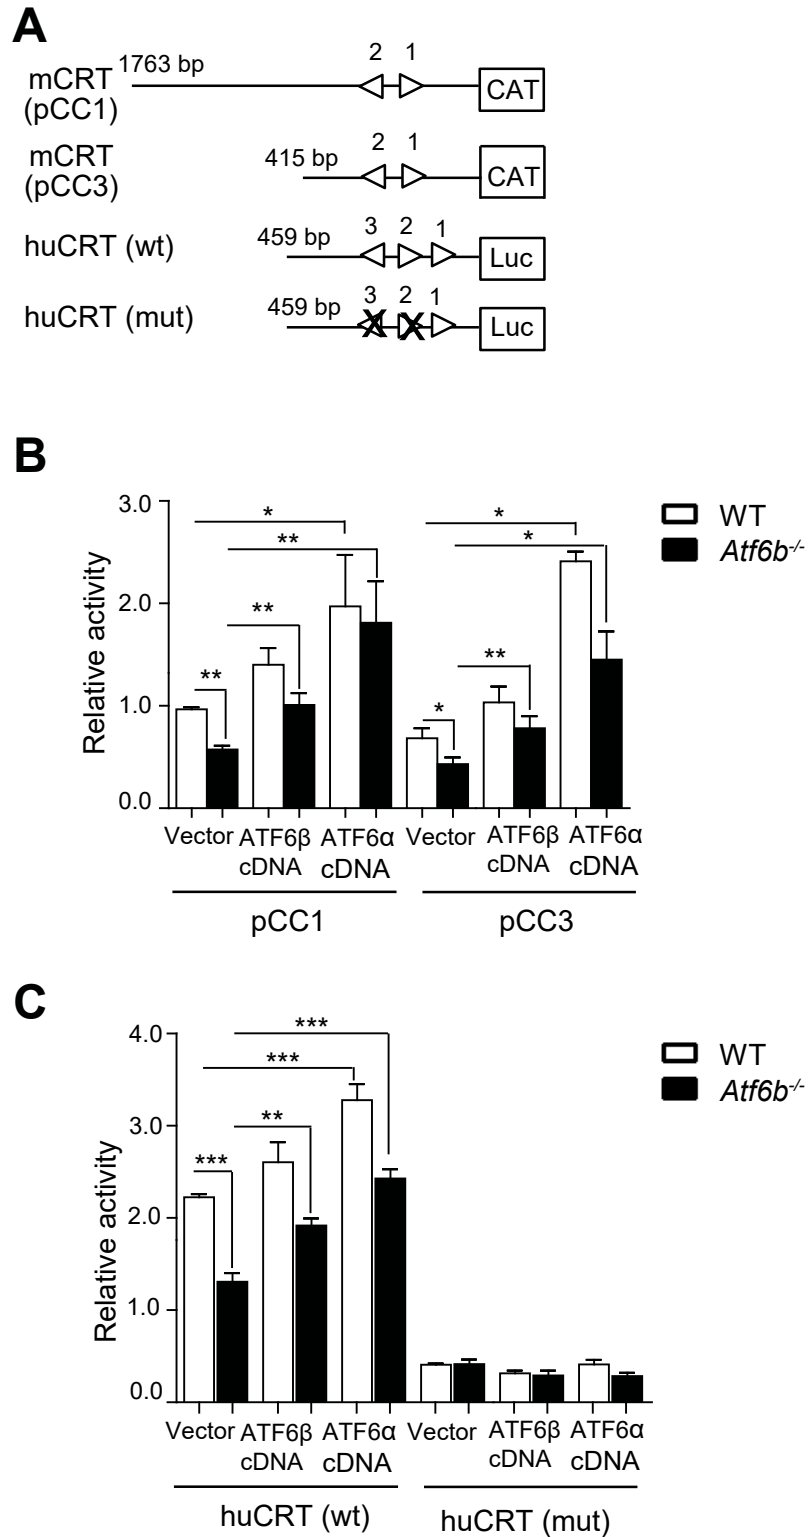 A
1763 bp
2 1
mCRT
(pCC1)
CAT
2 1
mCRT
(pCC3)
415 bp
CAT
3 2 1
huCRT (wt)
459 bp
Luc
3 2 1
huCRT (mut)
459 bp
X X
Luc
B
3.0
2.0
1.0
0.0
Relative activity
* ** ** **
* * ** *
WT
Atf6b-/-
Vector ATF6β cDNA ATF6α cDNA Vector ATF6β cDNA ATF6α cDNA
pCC1 pCC3
C
4.0
3.0
2.0
1.0
0.0
Relative activity
***
***
**
***
WT
Atf6b-/-
Vector ATF6β cDNA ATF6α cDNA Vector ATF6β cDNA ATF6α cDNA
huCRT (wt) huCRT (mut)